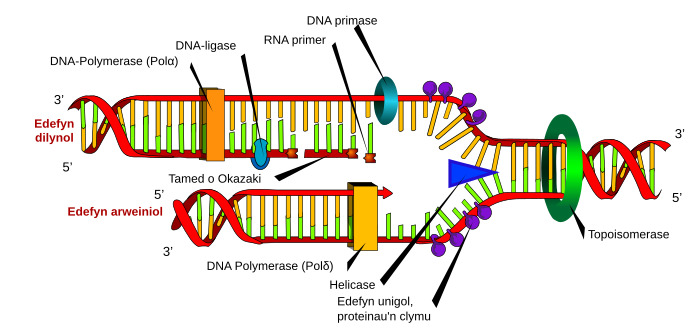 DNA primase
RNA primer
DNA-ligase
DNA-Polymerase (Polα)
3’
Edefyn
dilynol
5’
3’
5’
Tamed o Okazaki
5’
Edefyn arweiniol
3’
Topoisomerase
DNA Polymerase (Polδ)
Helicase
Edefyn unigol,
proteinau'n clymu